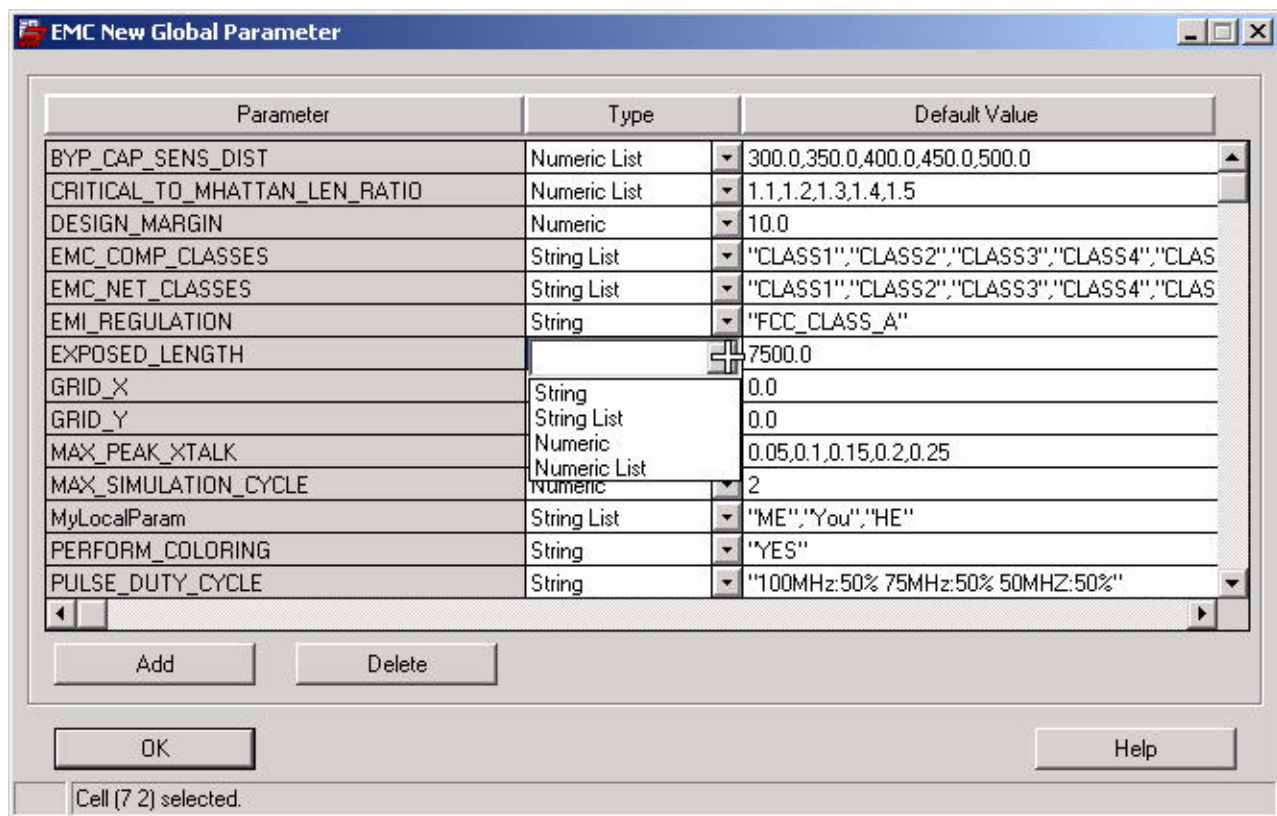 EMC New Global Parameter
Parameter Type Default Value
BYP_CAP_SENS_DIST Numeric List 300.0,350.0,400.0,450.0,500.0
CRITICAL_TO_MHATTAN_LEN_RATIO Numeric List 1.1,1.2,1.3,1.4,1.5
DESIGN_MARGIN Numeric 10.0
EMC_COMP_CLASSES String List "CLASS1","CLASS2","CLASS3","CLASS4","CLAS
EMC_NET_CLASSES String List "CLASS1","CLASS2","CLASS3","CLASS4","CLAS
EMI_REGULATION String "FCC_CLASS_A"
EXPOSED_LENGTH 7500.0
GRID_X String 0.0
GRID_Y String List 0.0
MAX_PEAK_XTALK Numeric 0.05,0.1,0.15,0.2,0.25
Numeric List
MAX_SIMULATION_CYCLE Numeric 2
MyLocalParam String List "ME","You","HE"
PERFORM_COLORING String "YES"
PULSE_DUTY_CYCLE String "100MHz:50% 75MHz:50% 50MHZ:50%"
Add Delete
OK Help
Cell (7 2) selected.